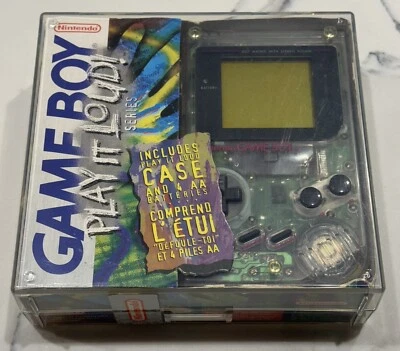 Nintendo
GAME BOY
PLAY IT LOUD!
SERIES
INCLUDES
PLAY IT LOUD
CASE
AND 4 AA
BATTERIES
COMPREND
L'ÉTUI
"DÉFOULE-TOI"
ET 4 PILES AA